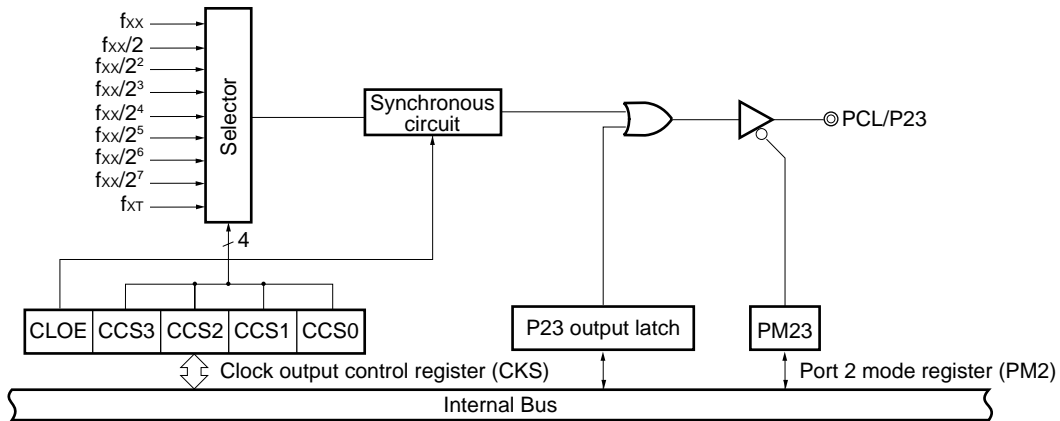 fXX
fXX/2
fXX/2²
fXX/2³
fXX/2⁴
fXX/2⁵
fXX/2⁶
fXX/2⁷
fXT
Selector
Synchronous
circuit
PCL/P23
4
CLOE CCS3 CCS2 CCS1 CCS0
P23 output latch
PM23
Clock output control register (CKS)
Port 2 mode register (PM2)
Internal Bus